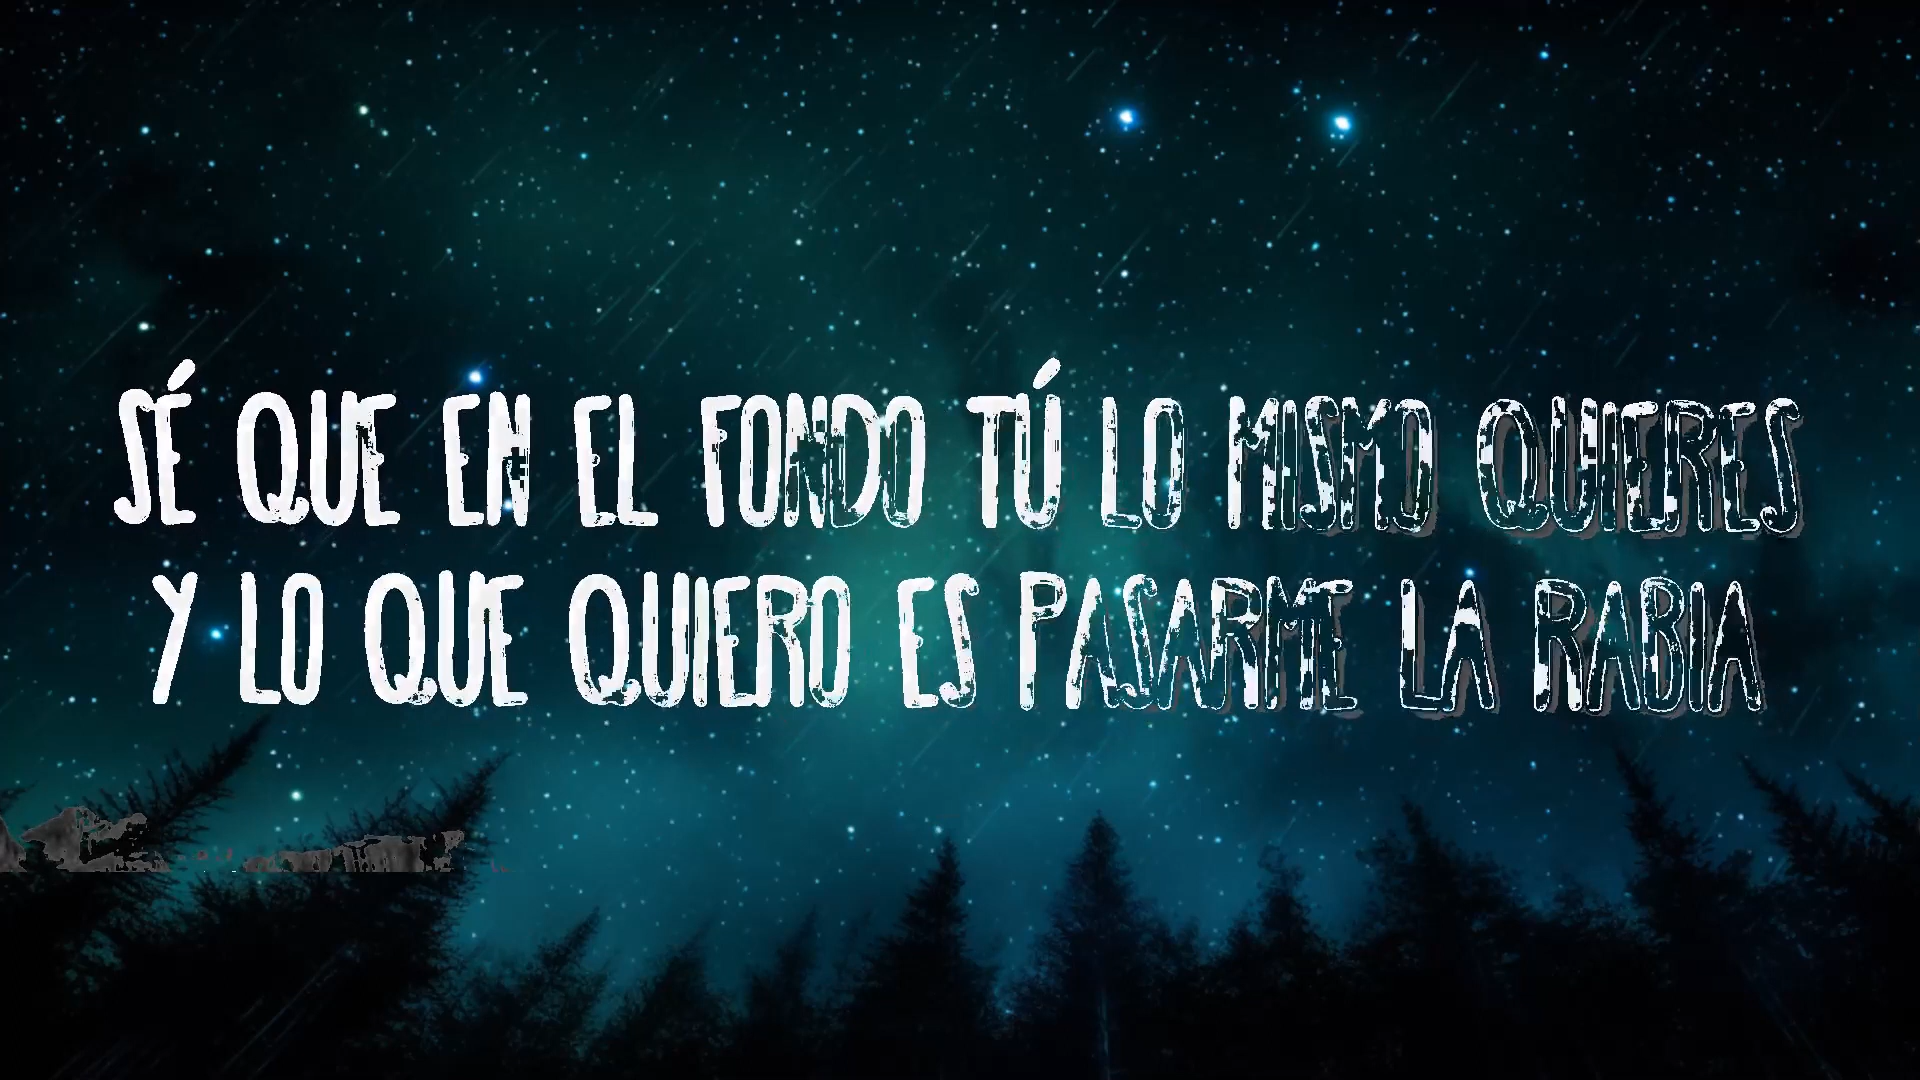 SÉ QUE EN EL FONDO TÚ LO MISMO QUIERES
Y LO QUE QUIERO ES PASARME LA RABIA